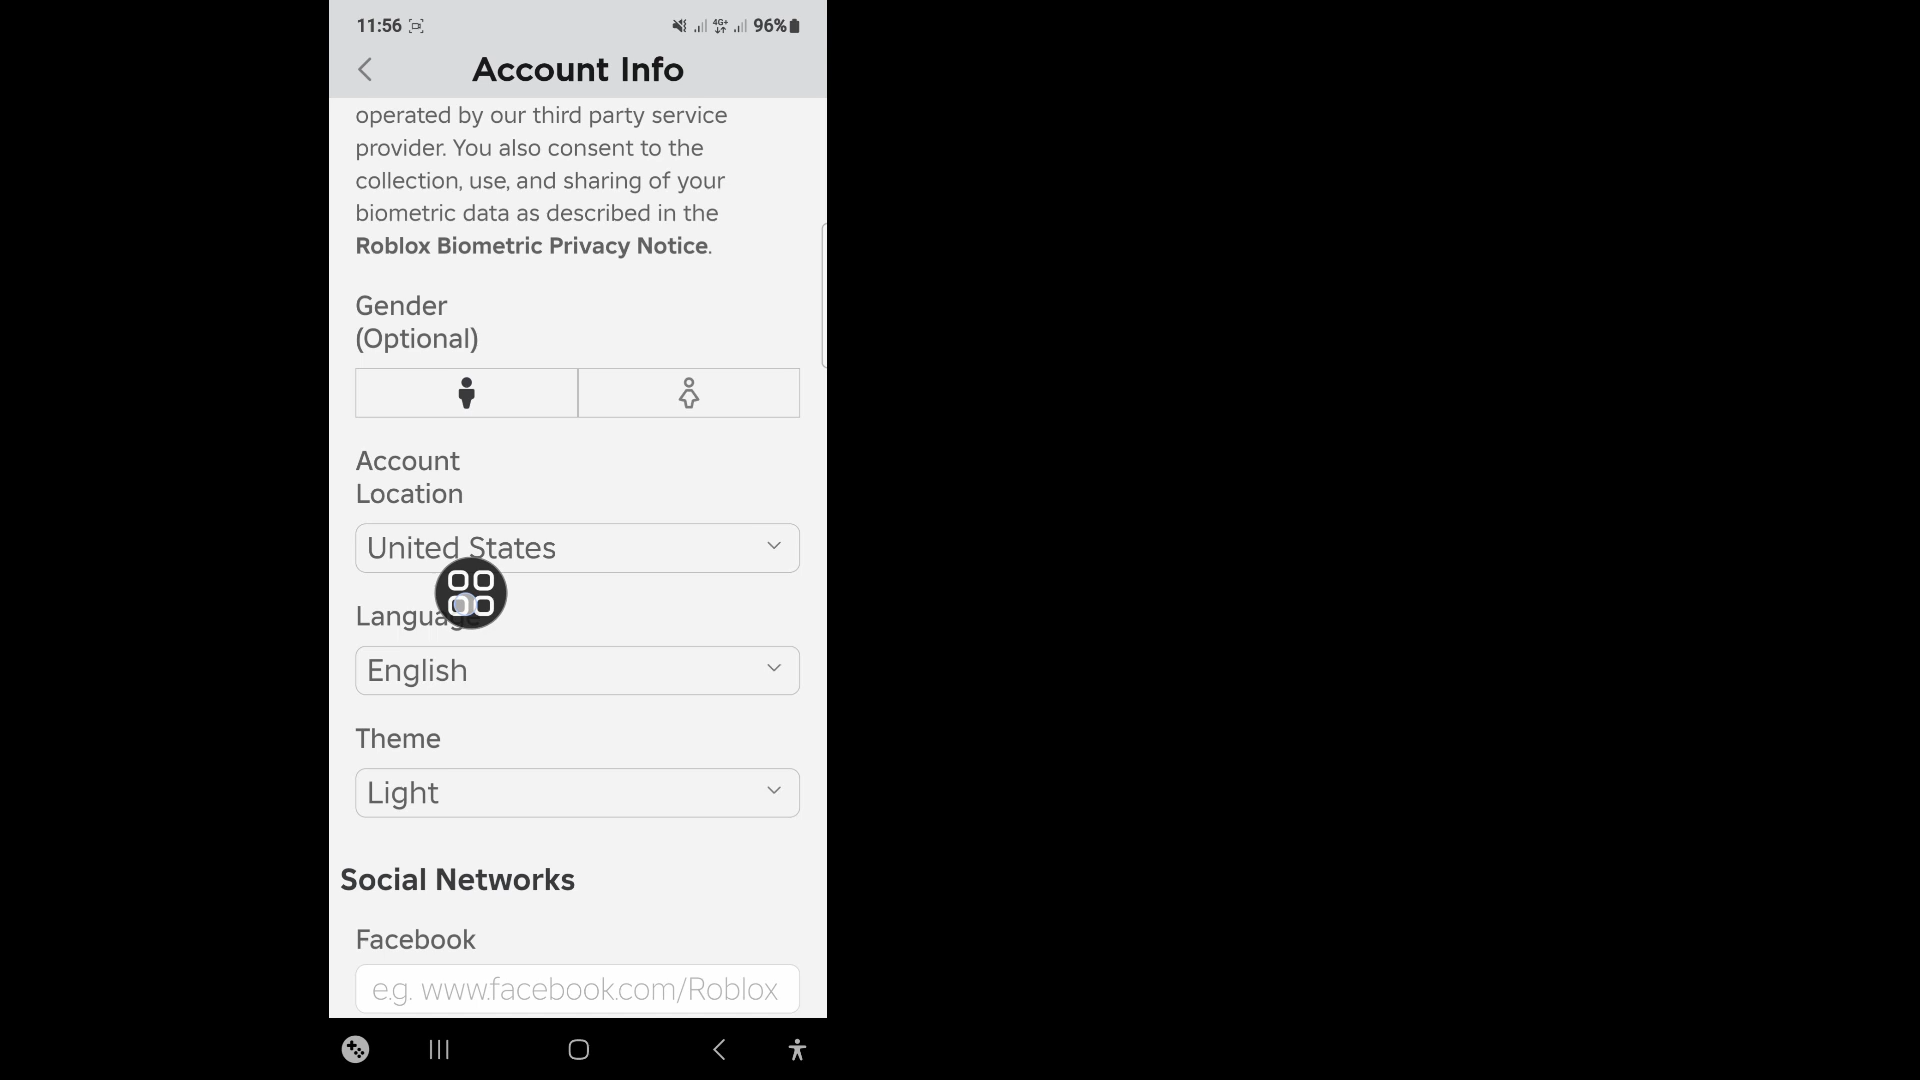 11:56
4G+
96%
Account Info
operated by our third party service
provider. You also consent to the
collection, use, and sharing of your
biometric data as described in the
Roblox Biometric Privacy Notice.
Gender
(Optional)
Account
Location
United States
Language
English
Theme
Light
Social Networks
Facebook
e.g. www.facebook.com/Roblox